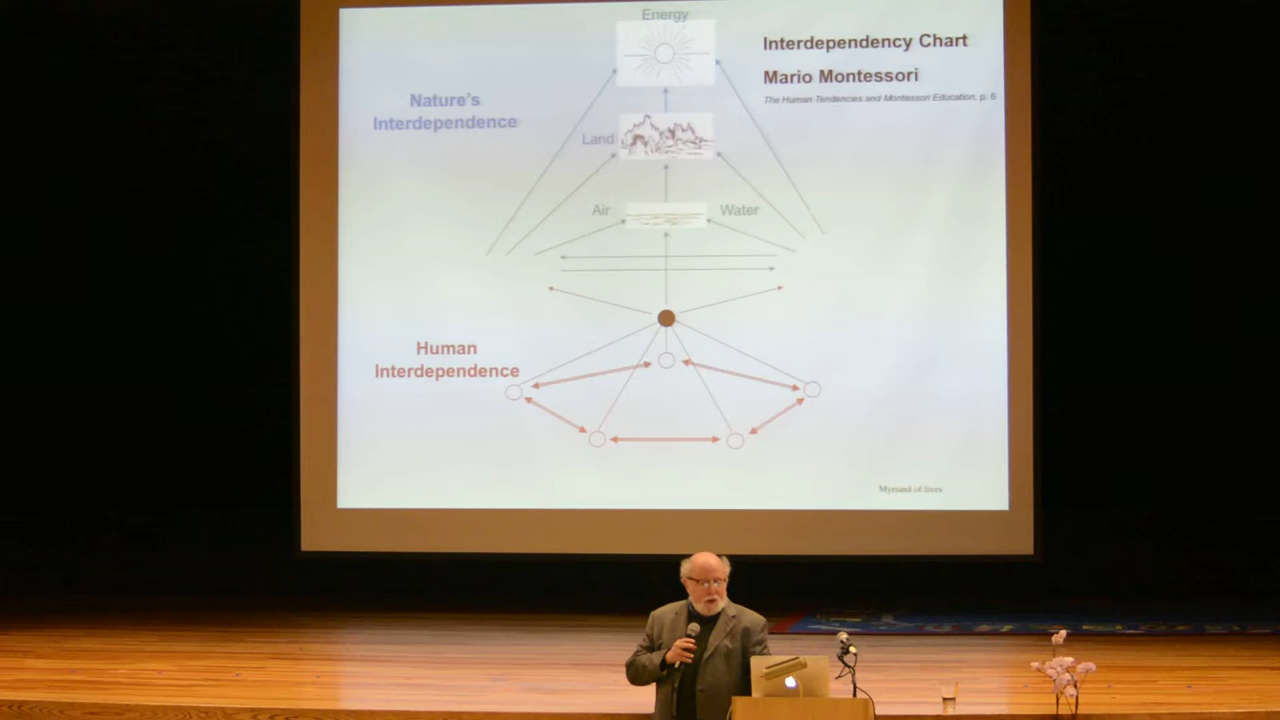 Energy
Interdependency Chart
Mario Montessori
The Human Tendencies and Montessori Education, p. 6
Nature's
Interdependence
Land
Air
Water
Human
Interdependence
Myriand of lives